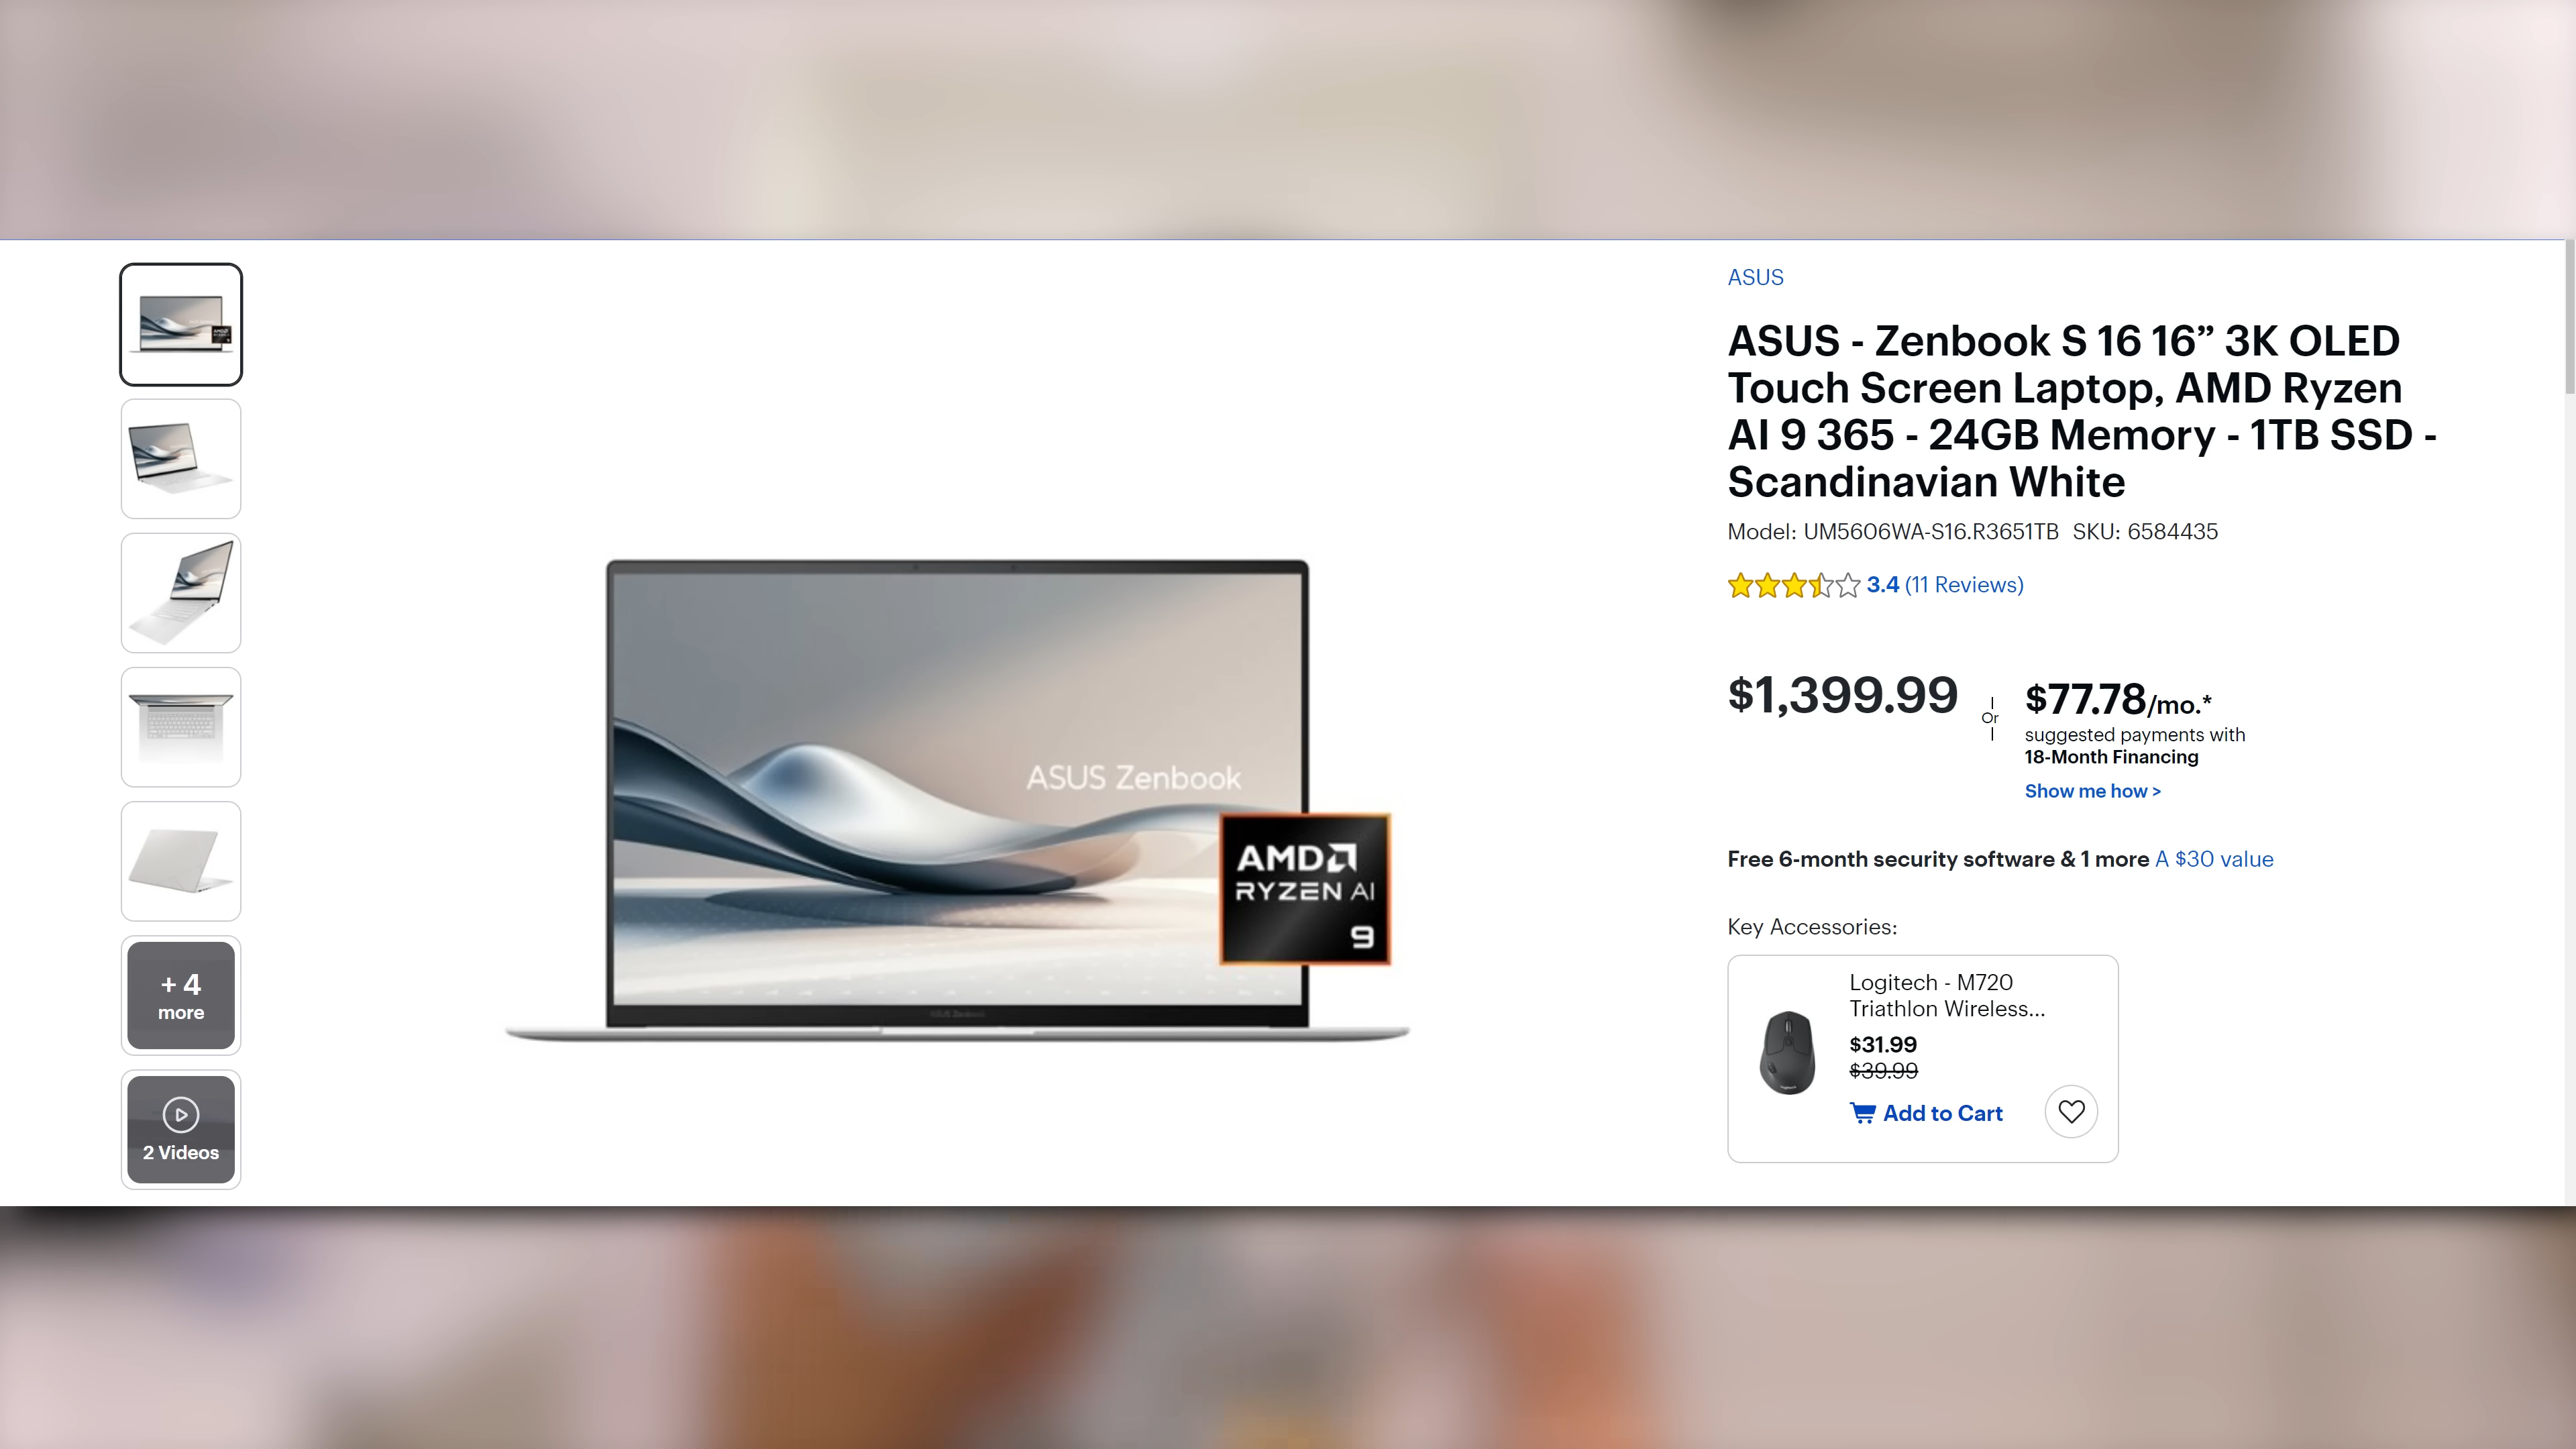 + 4
more
2 Videos
ASUS Zenbook
AMD
RYZEN AI
9
ASUS
ASUS - Zenbook S 16 16” 3K OLED
Touch Screen Laptop, AMD Ryzen
AI 9 365 - 24GB Memory - 1TB SSD -
Scandinavian White
Model: UM5606WA-S16.R3651TB SKU: 6584435
3.4 (11 Reviews)
$1,399.99
Or
$77.78/mo.*
suggested payments with
18-Month Financing
Show me how >
Free 6-month security software & 1 more A $30 value
Key Accessories:
Logitech - M720
Triathlon Wireless...
$31.99
$39.99
Add to Cart